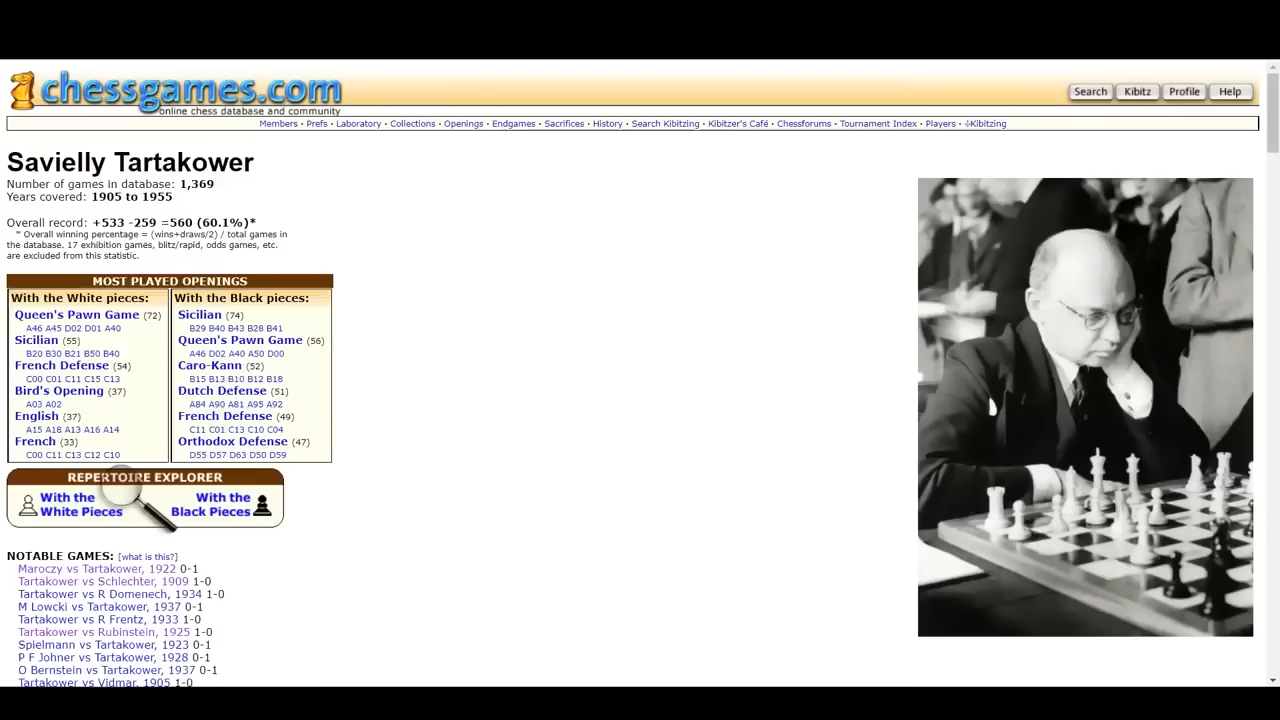 chessgames.com
online chess database and community
Search Kibitz Profile Help
Members · Prefs · Laboratory · Collections · Openings · Endgames · Sacrifices · History · Search Kibitzing · Kibitzer's Café · Chessforums · Tournament Index · Players · ↓Kibitzing
Savielly Tartakower
Number of games in database: 1,369
Years covered: 1905 to 1955
Overall record: +533 -259 =560 (60.1%)*
* Overall winning percentage = (wins+draws/2) / total games in
the database. 17 exhibition games, blitz/rapid, odds games, etc.
are excluded from this statistic.
MOST PLAYED OPENINGS
With the White pieces:
Queen's Pawn Game (72)
A46 A45 D02 D01 A40
Sicilian (55)
B20 B30 B21 B50 B40
French Defense (54)
C00 C01 C11 C15 C13
Bird's Opening (37)
A03 A02
English (37)
A15 A18 A13 A16 A14
French (33)
C00 C11 C13 C12 C10
With the Black pieces:
Sicilian (74)
B29 B40 B43 B28 B41
Queen's Pawn Game (56)
A46 D02 A40 A50 D00
Caro-Kann (52)
B15 B13 B10 B12 B18
Dutch Defense (51)
A84 A90 A81 A95 A92
French Defense (49)
C11 C01 C13 C10 C04
Orthodox Defense (47)
D55 D57 D63 D50 D59
REPERTOIRE EXPLORER
With the
White Pieces
With the
Black Pieces
NOTABLE GAMES: [what is this?]
Maroczy vs Tartakower, 1922 0-1
Tartakower vs Schlechter, 1909 1-0
Tartakower vs R Domenech, 1934 1-0
M Lowcki vs Tartakower, 1937 0-1
Tartakower vs R Frentz, 1933 1-0
Tartakower vs Rubinstein, 1925 1-0
Spielmann vs Tartakower, 1923 0-1
P F Johner vs Tartakower, 1928 0-1
O Bernstein vs Tartakower, 1937 0-1
Tartakower vs Vidmar, 1905 1-0